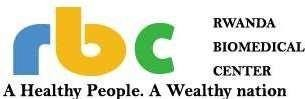 rbc
RWANDA
BIOMEDICAL
CENTER
A Healthy People. A Wealthy nation